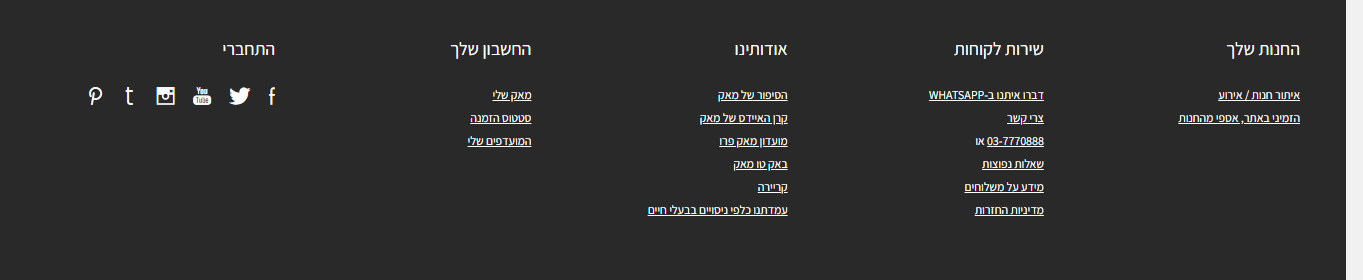 החנות שלך
איתור חנות / אירוע
הזמיני באתר, אספי מהחנות
שירות לקוחות
דברו איתנו ב-WHATSAPP
צרי קשר
03-7770888 או
שאלות נפוצות
מידע על משלוחים
מדיניות החזרות
אודותינו
הסיפור של מאק
קרן האיידס של מאק
מועדון מאק פרו
באק טו מאק
קריירה
עמדתנו כלפי ניסויים בבעלי חיים
החשבון שלך
מאק שלי
סטטוס הזמנה
המועדפים שלי
התחברי
You Tube